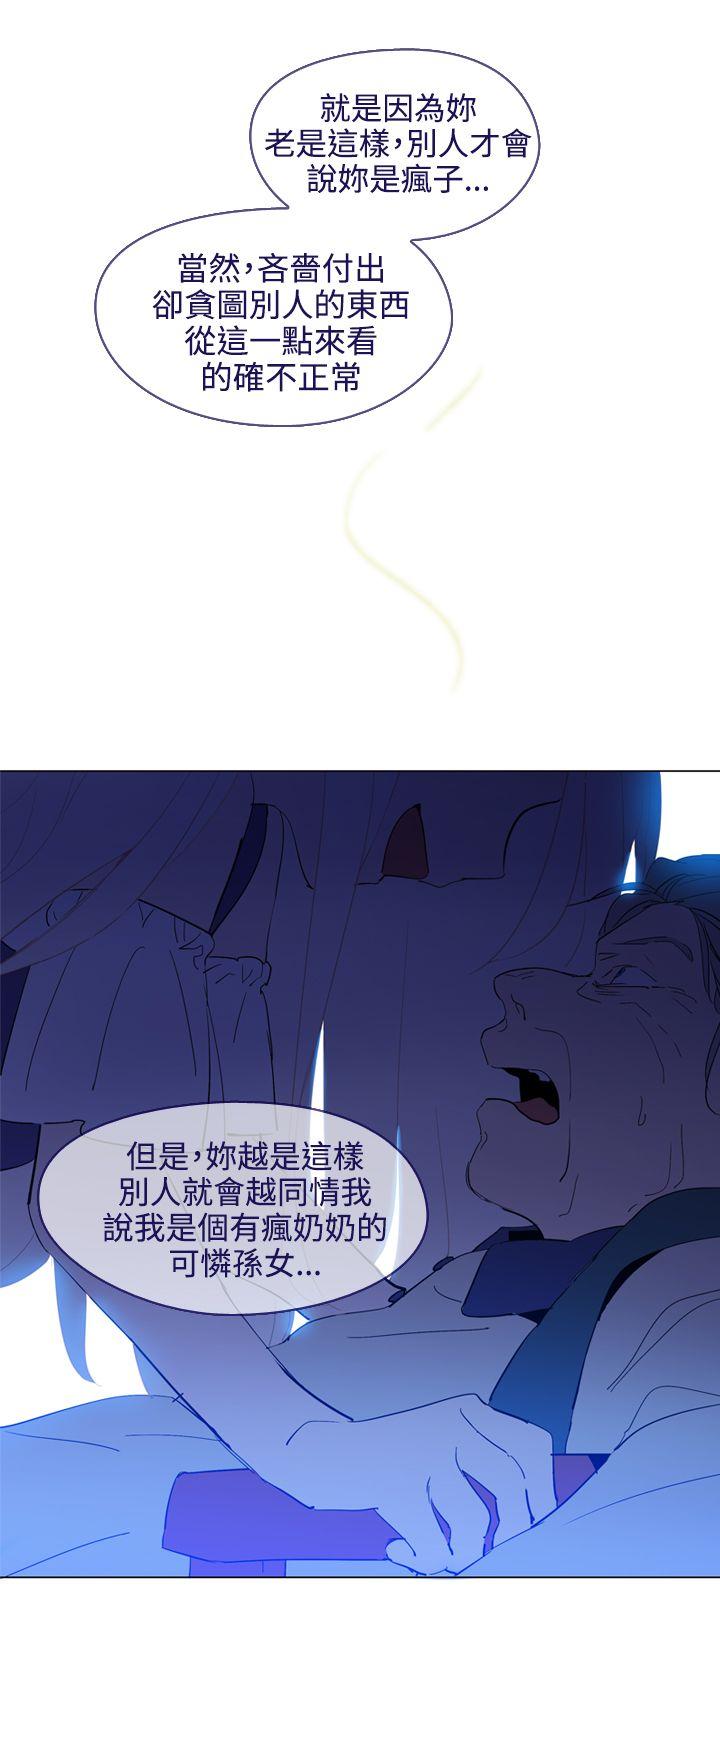 就是因為妳
老是這樣，別人才會
說妳是瘋子...
當然，吝嗇付出
卻貪圖別人的東西
從這一點來看
的確不正常
但是，妳越是這樣
別人就會越同情我
說我是個有瘋奶奶的
可憐孫女...